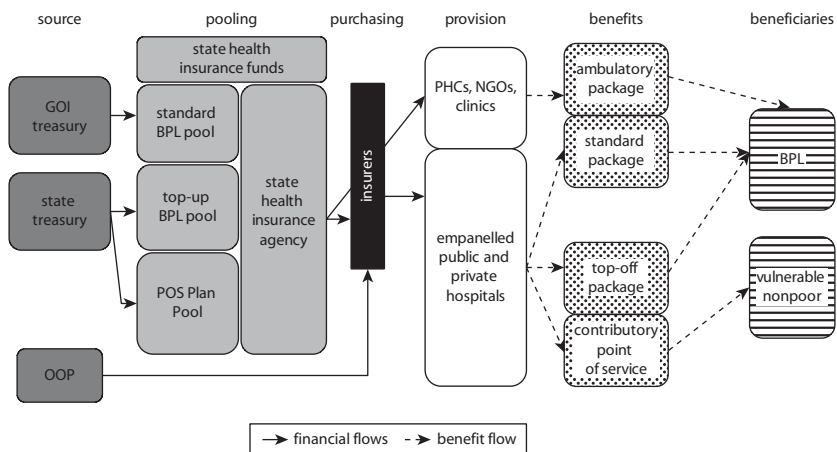 source
pooling
purchasing
provision
benefits
beneficiaries
state health
insurance funds
GOI
treasury
standard
BPL pool
state
treasury
top-up
BPL pool
POS Plan
Pool
state
health
insurance
agency
OOP
insurers
PHCs, NGOs,
clinics
empanelled
public and
private
hospitals
ambulatory
package
standard
package
top-off
package
contributory
point
of service
BPL
vulnerable
nonpoor
financial flows
benefit flow